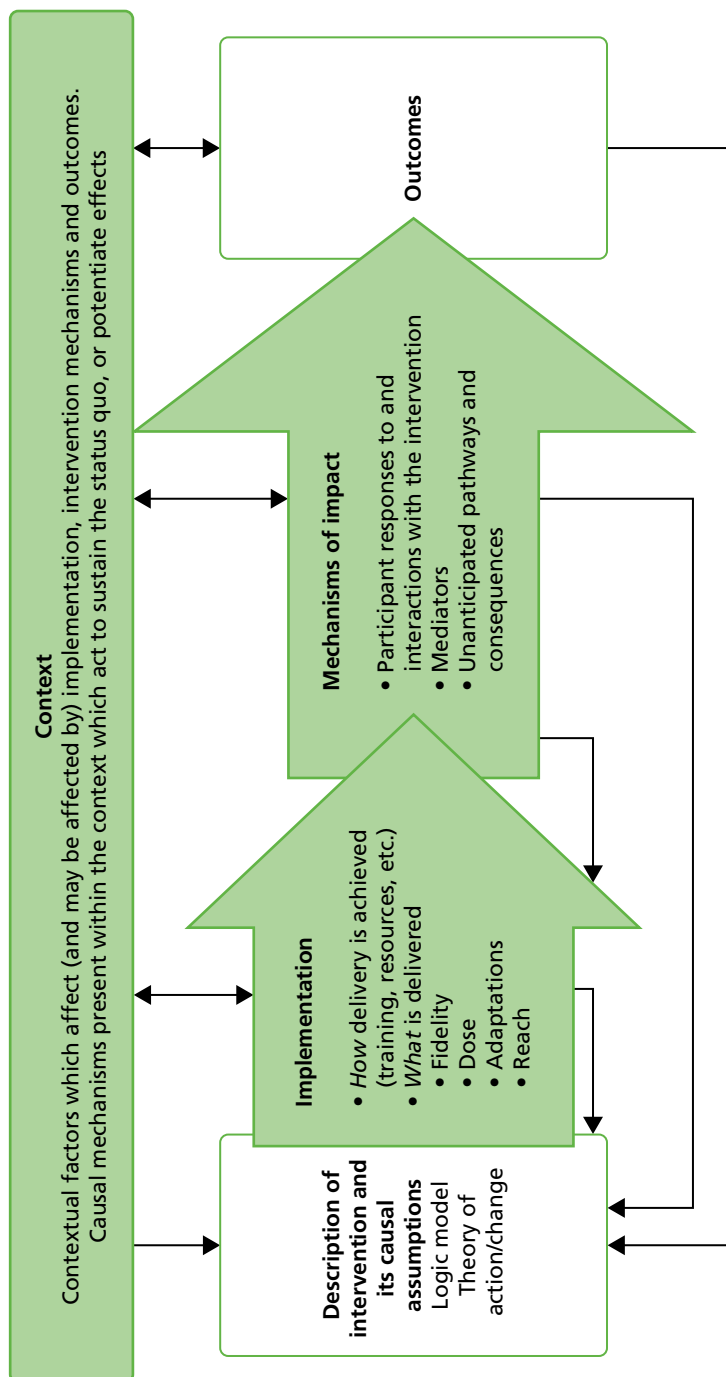 Context
Contextual factors which affect (and may be affected by) implementation, intervention mechanisms and outcomes.
Causal mechanisms present within the context which act to sustain the status quo, or potentiate effects
Description of
intervention and
its causal
assumptions
Logic model
Theory of
action/change
Implementation
• How delivery is achieved
(training, resources, etc.)
• What is delivered
• Fidelity
• Dose
• Adaptations
• Reach
Mechanisms of impact
• Participant responses to and
interactions with the intervention
• Mediators
• Unanticipated pathways and
consequences
Outcomes